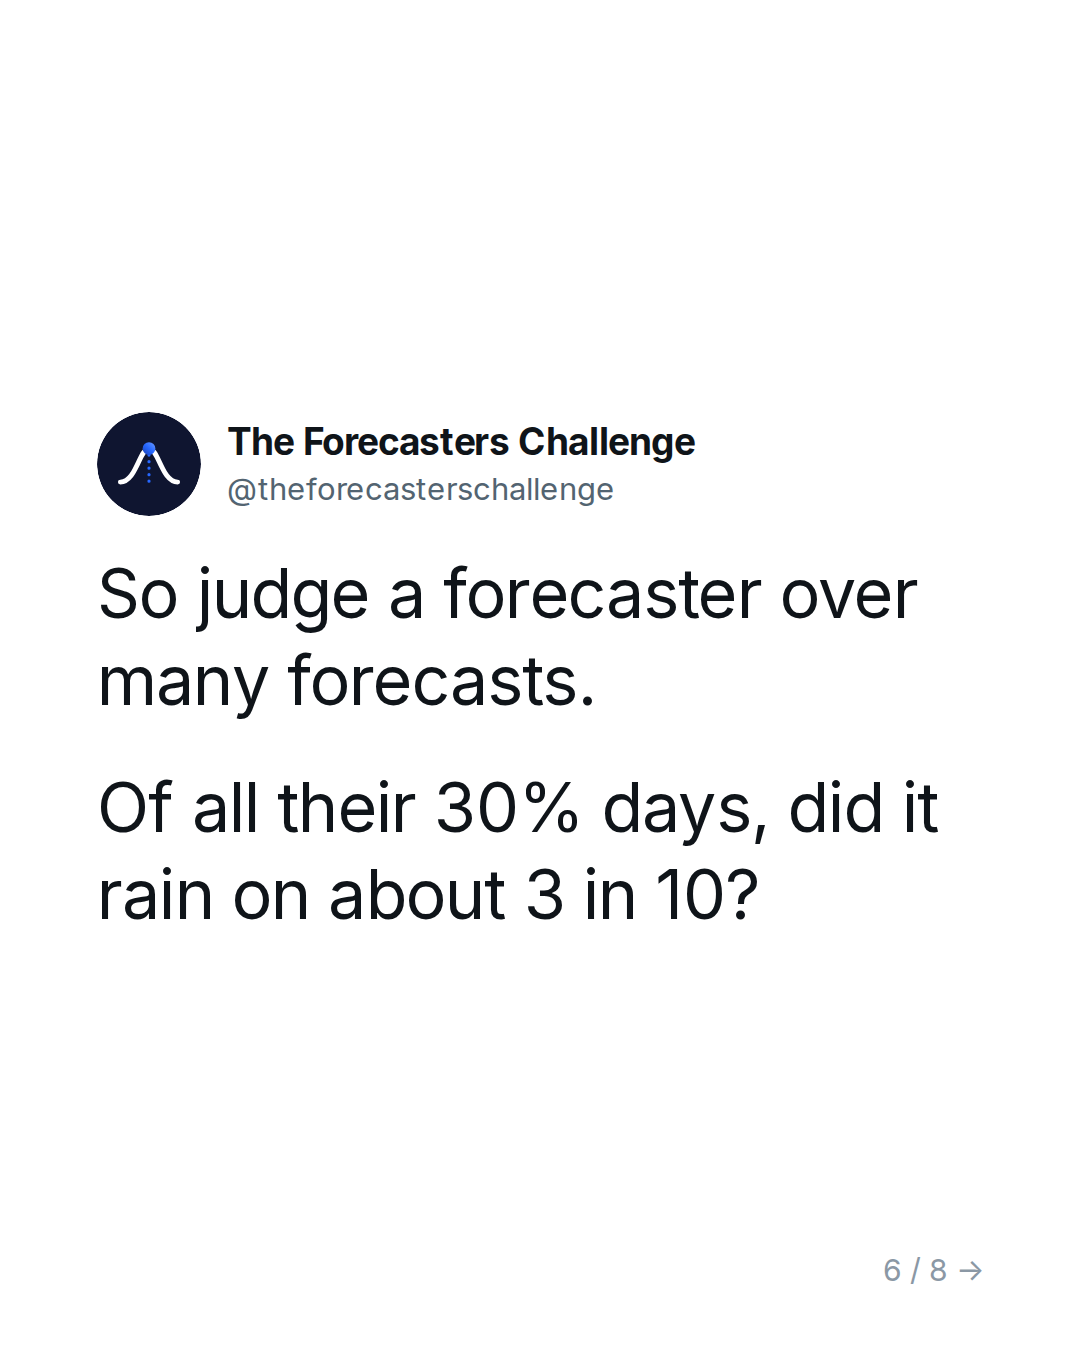 The Forecasters Challenge
@theforecasterschallenge
So judge a forecaster over
many forecasts.
Of all their 30% days, did it
rain on about 3 in 10?
6 / 8 →